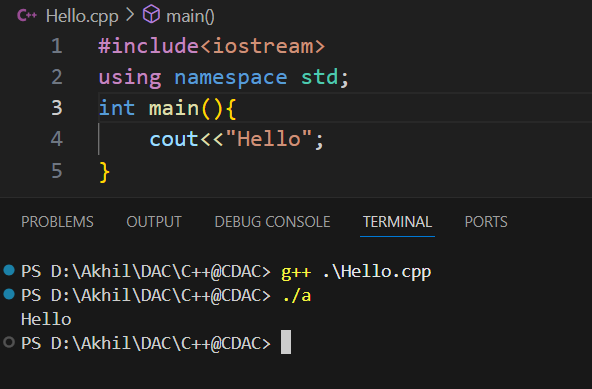 C++ Hello.cpp > main()
1 #include<iostream>
2 using namespace std;
3 int main(){
4     cout<<"Hello";
5 }
PROBLEMS OUTPUT DEBUG CONSOLE TERMINAL PORTS
PS D:\Akhil\DAC\C++@CDAC> g++ .\Hello.cpp
PS D:\Akhil\DAC\C++@CDAC> ./a
Hello
PS D:\Akhil\DAC\C++@CDAC>